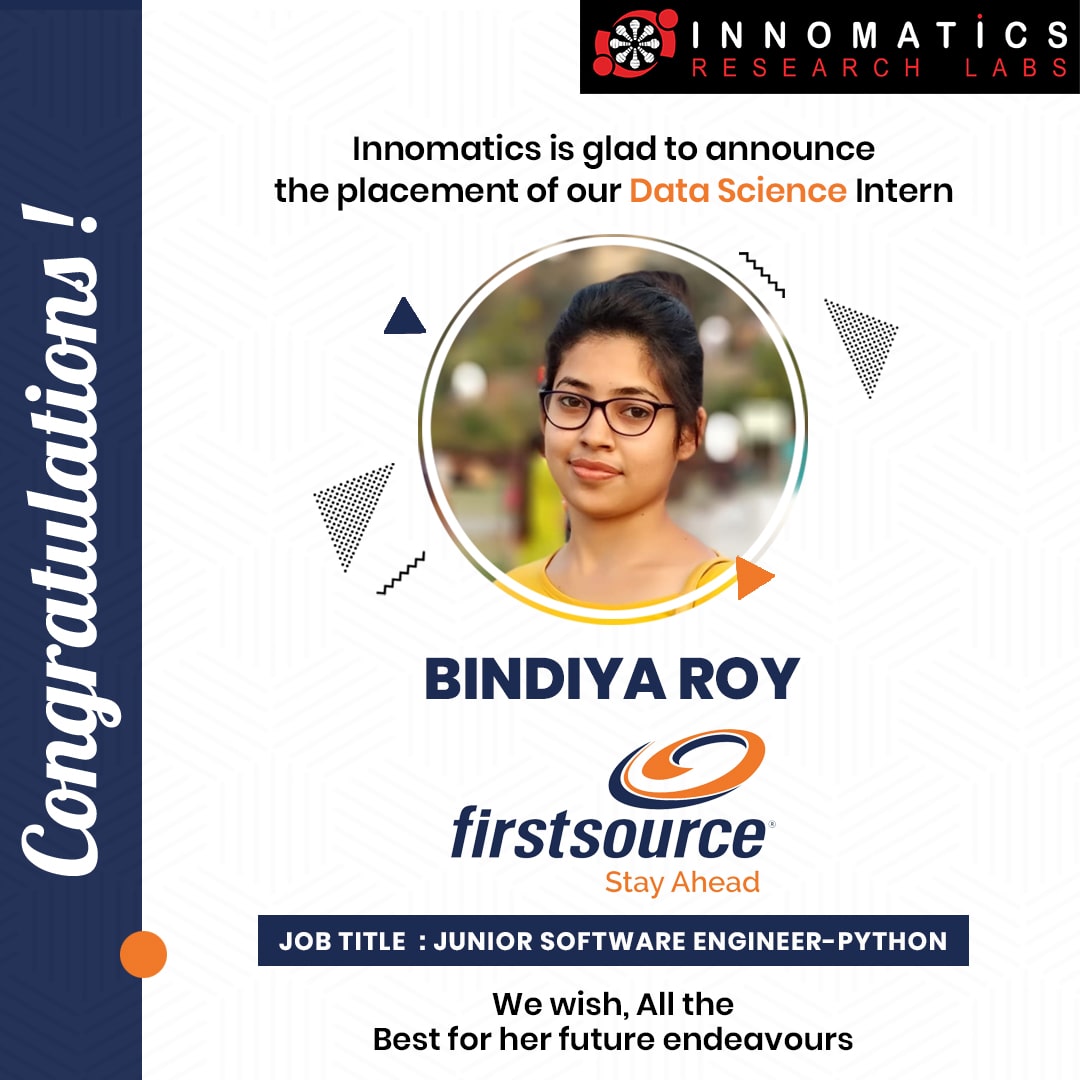 INNOMATICS
RESEARCH LABS
Congratulations !
Innomatics is glad to announce
the placement of our Data Science Intern
BINDIYA ROY
firstsource®
Stay Ahead
JOB TITLE : JUNIOR SOFTWARE ENGINEER-PYTHON
We wish, All the
Best for her future endeavours